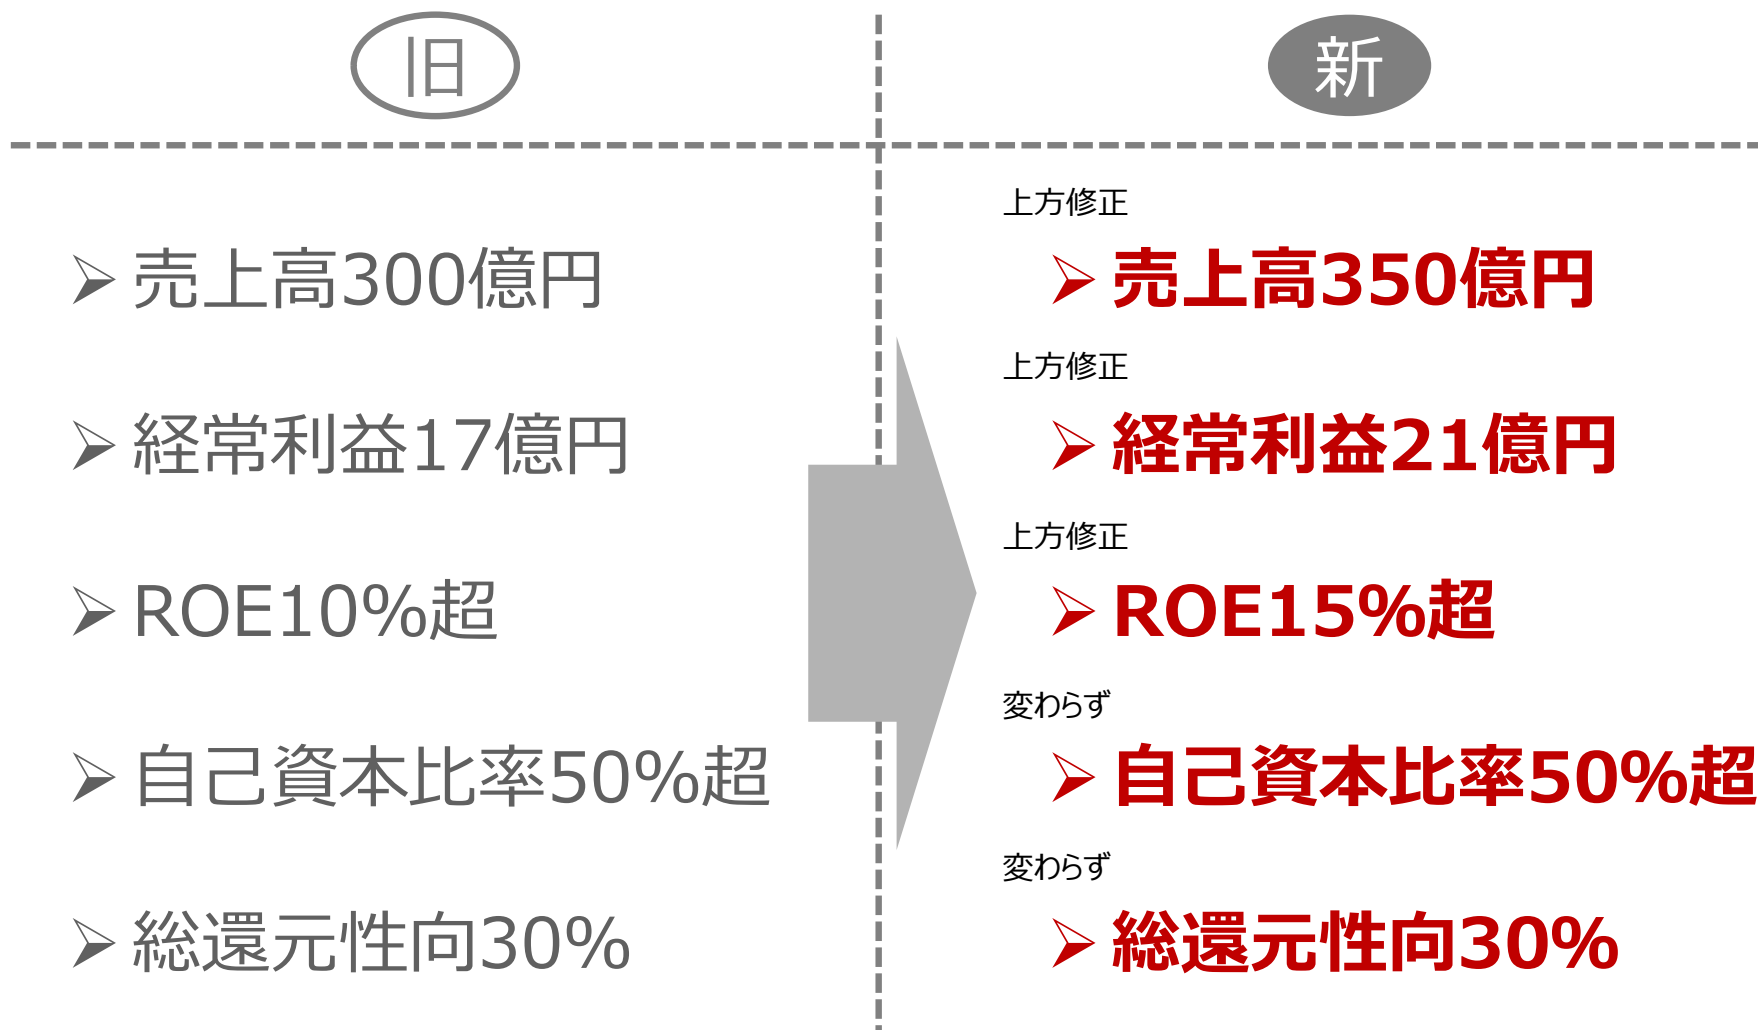 旧
売上高300億円
経常利益17億円
ROE10%超
自己資本比率50%超
総還元性向30%
新
上方修正
売上高350億円
上方修正
経常利益21億円
上方修正
ROE15%超
変わらず
自己資本比率50%超
変わらず
総還元性向30%